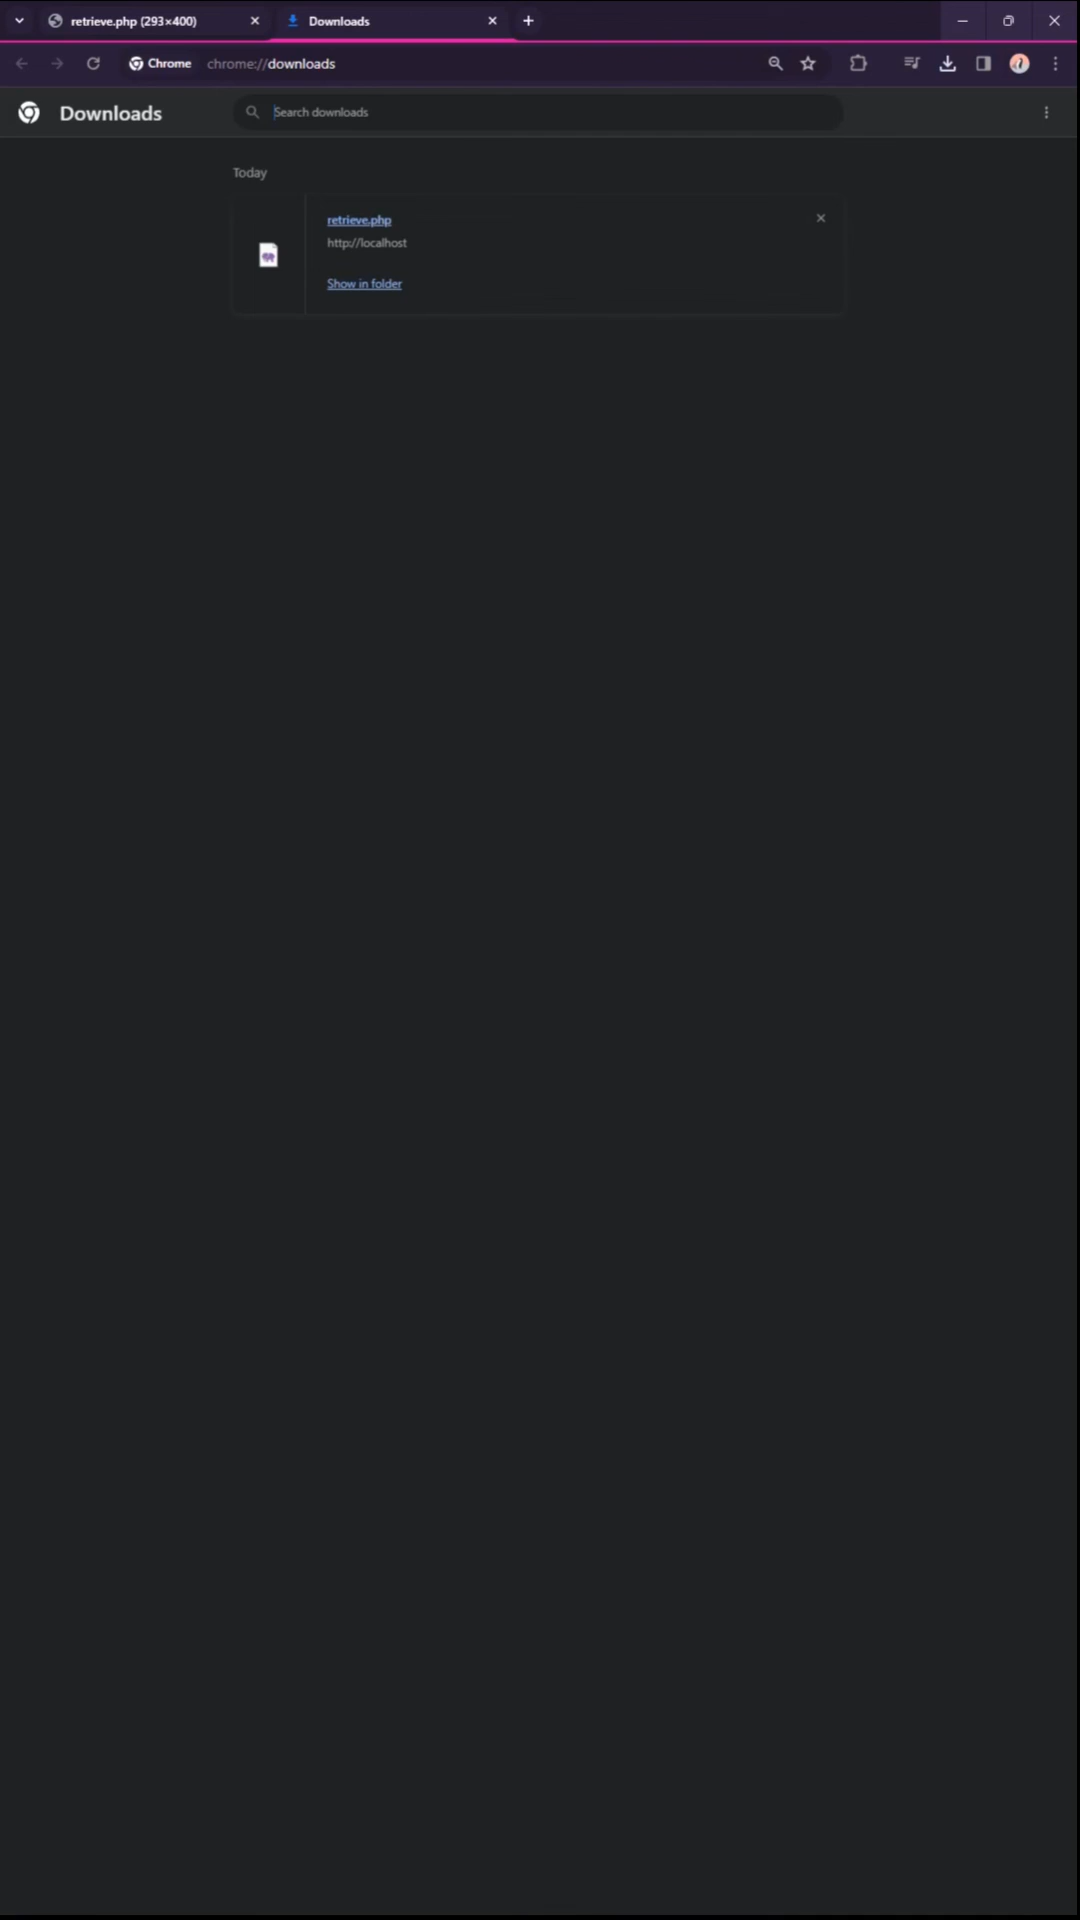 retrieve.php (293×400)
Downloads
Chrome
chrome://downloads
Downloads
Search downloads
Today
retrieve.php
http://localhost
Show in folder